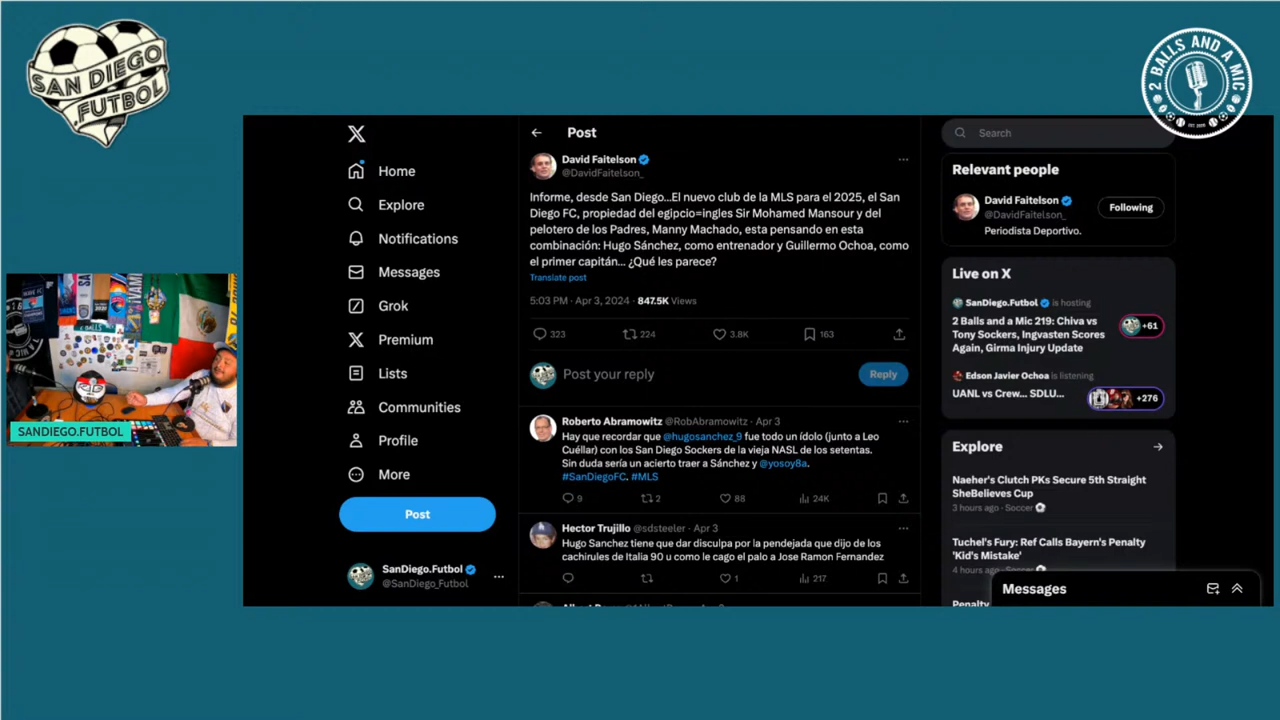 SAN DIEGO
.FUTBOL
2 BALLS AND A MIC
EST 2019
SANDIEGO.FUTBOL
Home
Explore
Notifications
Messages
Grok
Premium
Lists
Communities
Profile
More
Post
SanDiego.Futbol
@SanDiego_Futbol
Post
David Faitelson
@DavidFaitelson_
Informe, desde San Diego...El nuevo club de la MLS para el 2025, el San
Diego FC, propiedad del egipcio=ingles Sir Mohamed Mansour y del
pelotero de los Padres, Manny Machado, esta pensando en esta
combinación: Hugo Sánchez, como entrenador y Guillermo Ochoa, como
el primer capitán... ¿Qué les parece?
Translate post
5:03 PM · Apr 3, 2024 · 847.5K Views
323 224 3.8K 163
Post your reply
Reply
Roberto Abramowitz @RobAbramowitz · Apr 3
Hay que recordar que @hugosanchez_9 fue todo un ídolo (junto a Leo
Cuéllar) con los San Diego Sockers de la vieja NASL de los setentas.
Sin duda sería un acierto traer a Sánchez y @yosoy8a.
#SanDiegoFC. #MLS
9 2 88 24K
Hector Trujillo @sdsteeler · Apr 3
Hugo Sanchez tiene que dar disculpa por la pendejada que dijo de los
cachirules de Italia 90 u como le cago el palo a Jose Ramon Fernandez
1 217
Search
Relevant people
David Faitelson
@DavidFaitelson_
Following
Periodista Deportivo.
Live on X
SanDiego.Futbol is hosting
2 Balls and a Mic 219: Chiva vs
Tony Sockers, Ingvasten Scores
Again, Girma Injury Update
+61
Edson Javier Ochoa is listening
UANL vs Crew... SDLU...
+276
Explore
Naeher's Clutch PKs Secure 5th Straight
SheBelieves Cup
3 hours ago · Soccer
Tuchel's Fury: Ref Calls Bayern's Penalty
'Kid's Mistake'
4 hours ago · Soccer
Penalty
Messages